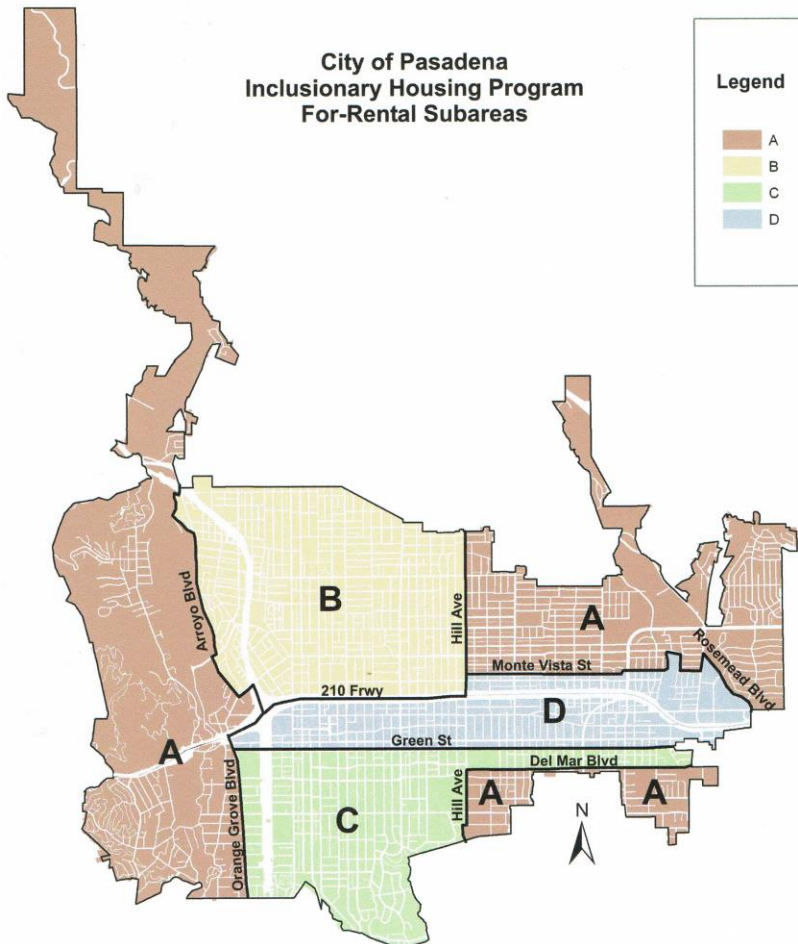 City of Pasadena
Inclusionary Housing Program
For-Rental Subareas
Legend
A
B
C
D
Arroyo Blvd
B
Hill Ave
A
Rosemead Blvd
Monte Vista St
210 Frwy
D
Green St
A
Orange Grove Blvd
Del Mar Blvd
Hill Ave
A
A
C
N